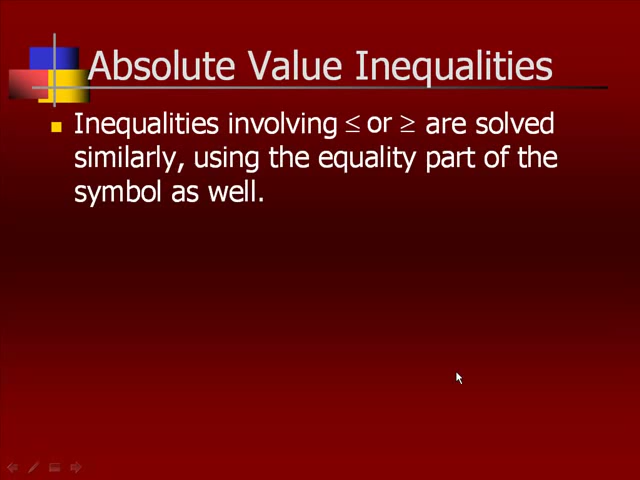 Absolute Value Inequalities
Inequalities involving ≤ or ≥ are solved
similarly, using the equality part of the
symbol as well.